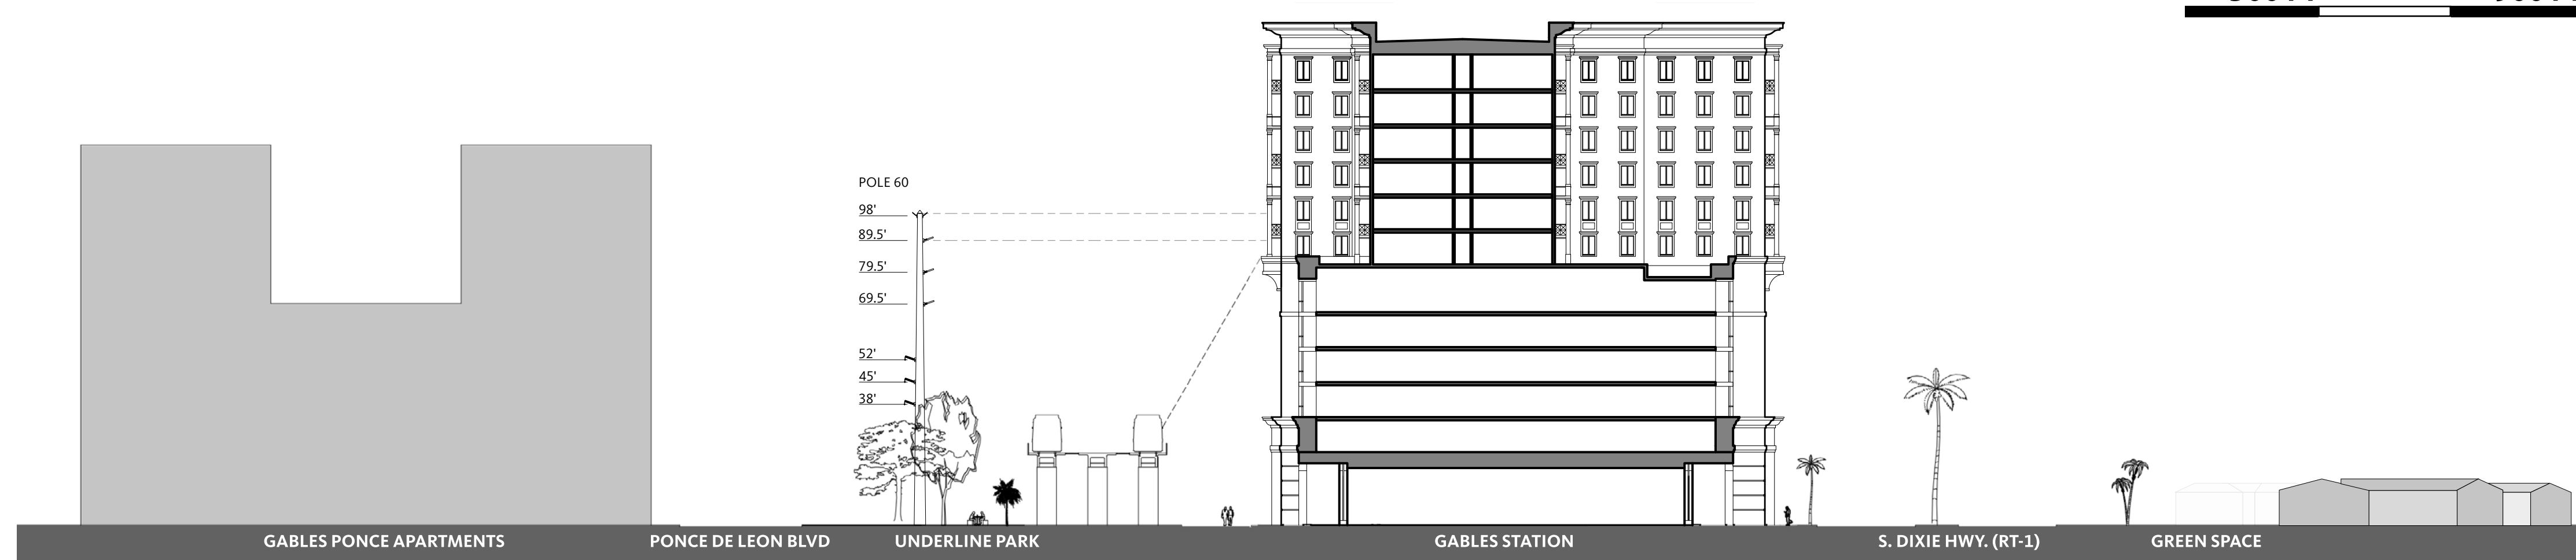 POLE 60
98'
89.5'
79.5'
69.5'
52'
45'
38'
GABLES PONCE APARTMENTS
PONCE DE LEON BLVD
UNDERLINE PARK
GABLES STATION
S. DIXIE HWY. (RT-1)
GREEN SPACE